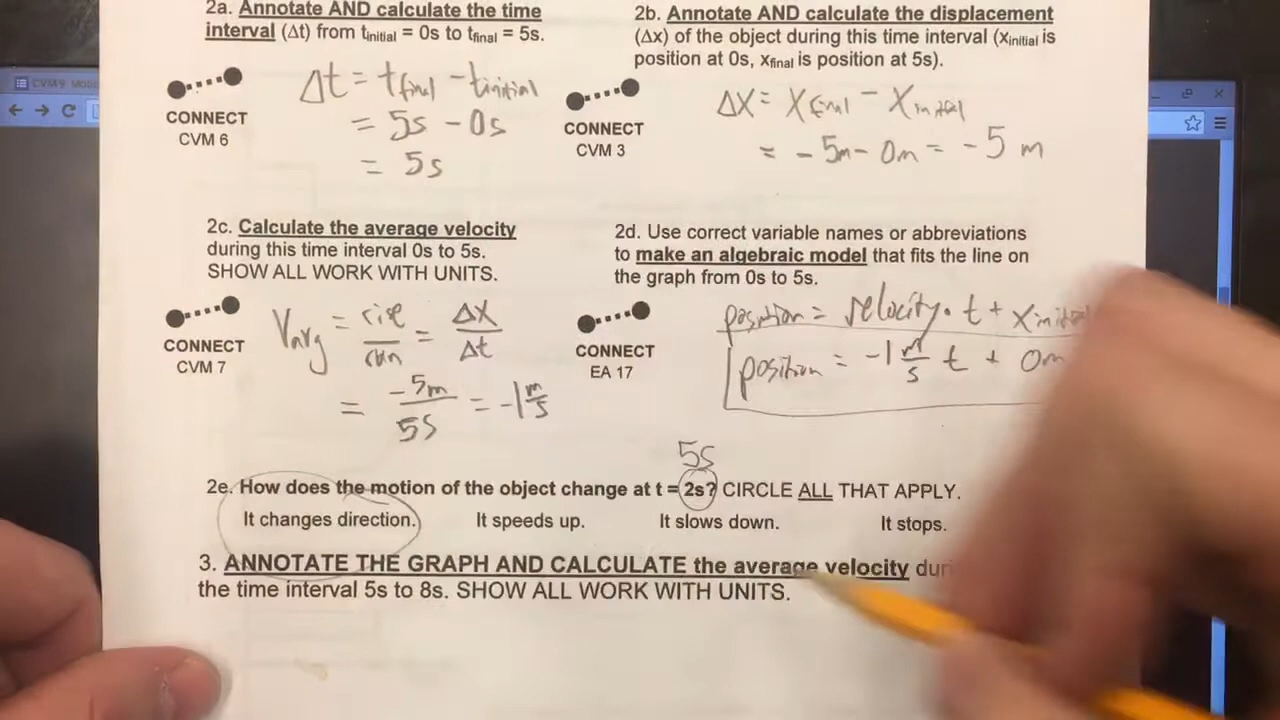 2a. Annotate AND calculate the time
interval (Δt) from tinitial = 0s to tfinal = 5s.
CONNECT
CVM 6
Δt = tfinal - tinitial
= 5s - 0s
= 5s
2b. Annotate AND calculate the displacement
(Δx) of the object during this time interval (xinitial is
position at 0s, xfinal is position at 5s).
CONNECT
CVM 3
Δx = xfinal - xinitial
= -5m - 0m = -5 m
2c. Calculate the average velocity
during this time interval 0s to 5s.
SHOW ALL WORK WITH UNITS.
CONNECT
CVM 7
Vavg = rise/run = Δx/Δt
= -5m/5s = -1 m/s
2d. Use correct variable names or abbreviations
to make an algebraic model that fits the line on
the graph from 0s to 5s.
CONNECT
EA 17
position = velocity · t + xinitial
position = -1 m/s t + 0m
5s
2e. How does the motion of the object change at t = 2s? CIRCLE ALL THAT APPLY.
It changes direction. It speeds up. It slows down. It stops.
3. ANNOTATE THE GRAPH AND CALCULATE the average velocity
the time interval 5s to 8s. SHOW ALL WORK WITH UNITS.